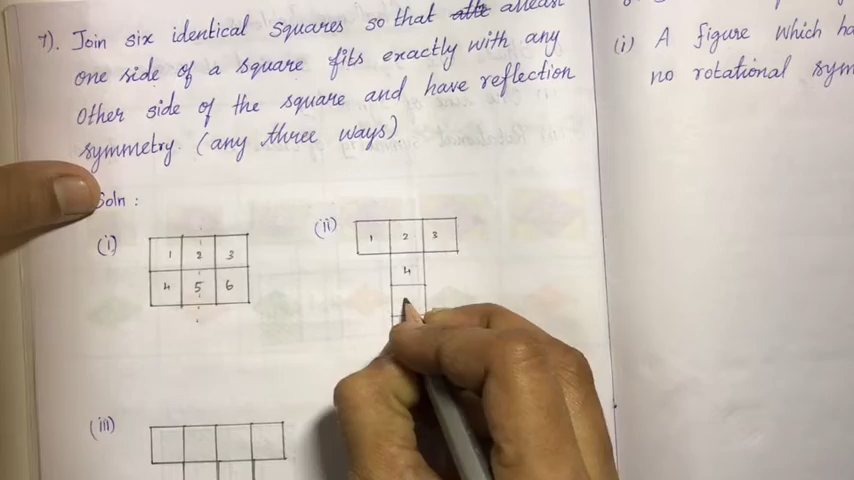 7). Join six identical squares so that atleast
one side of a square fits exactly with any
other side of the square and have reflection
symmetry. (any three ways)
Soln :
(i)
1 2 3
4 5 6
(ii)
1 2 3
4
(iii)
(i) A figure which
no rotational